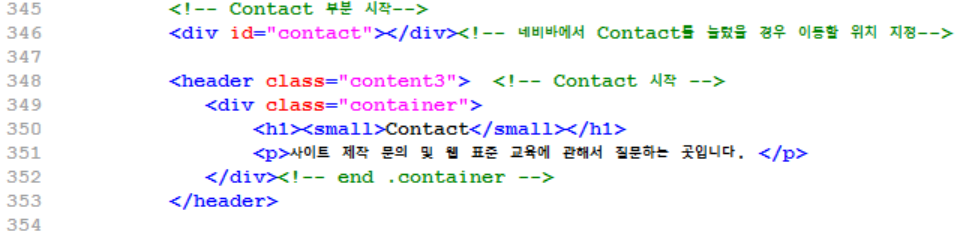 345 <!-- Contact 부분 시작-->
346 <div id="contact"></div><!-- 네비바에서 Contact를 눌렀을 경우 이동할 위치 지정-->
347
348 <header class="content3"> <!-- Contact 시작 -->
349 <div class="container">
350 <h1><small>Contact</small></h1>
351 <p>사이트 제작 문의 및 웹 표준 교육에 관해서 질문하는 곳입니다. </p>
352 </div><!-- end .container -->
353 </header>
354